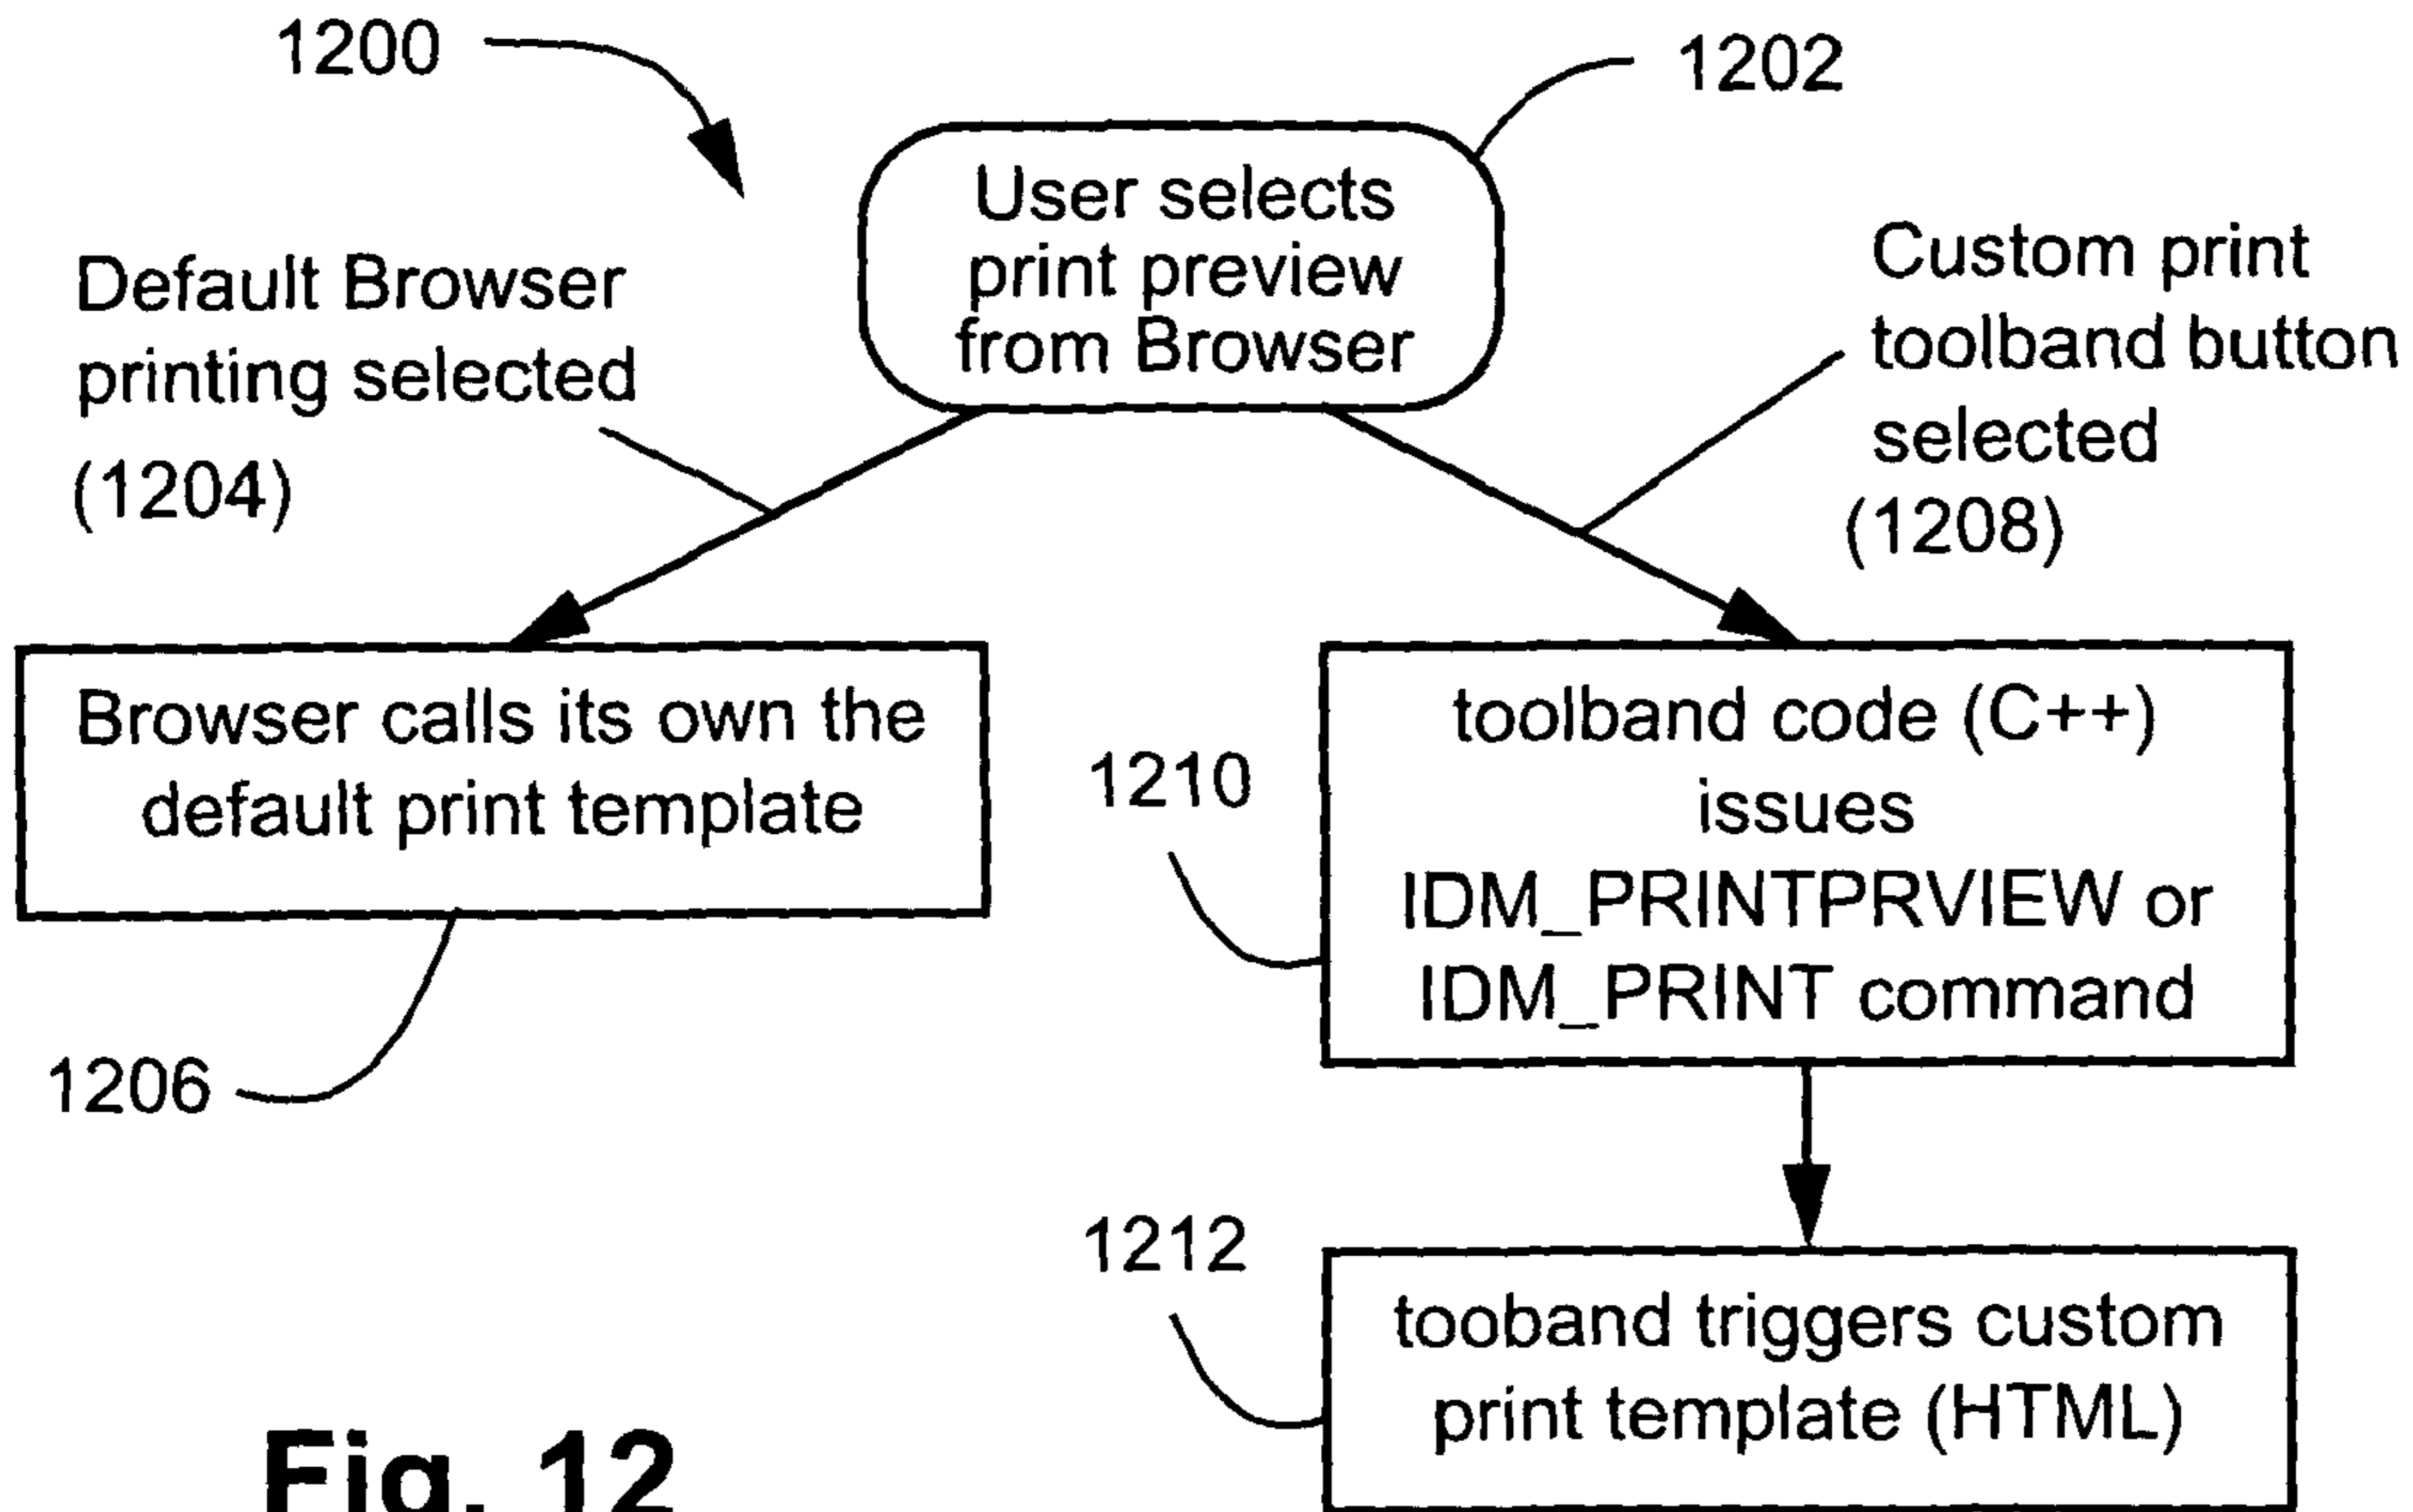 1200
1202
User selects
print preview
from Browser
Default Browser
printing selected
(1204)
Custom print
toolband button
selected
(1208)
Browser calls its own the
default print template
1206
1210
toolband code (C++)
issues
IDM_PRINTPRVIEW or
IDM_PRINT command
1212
tooband triggers custom
print template (HTML)
Fig. 12